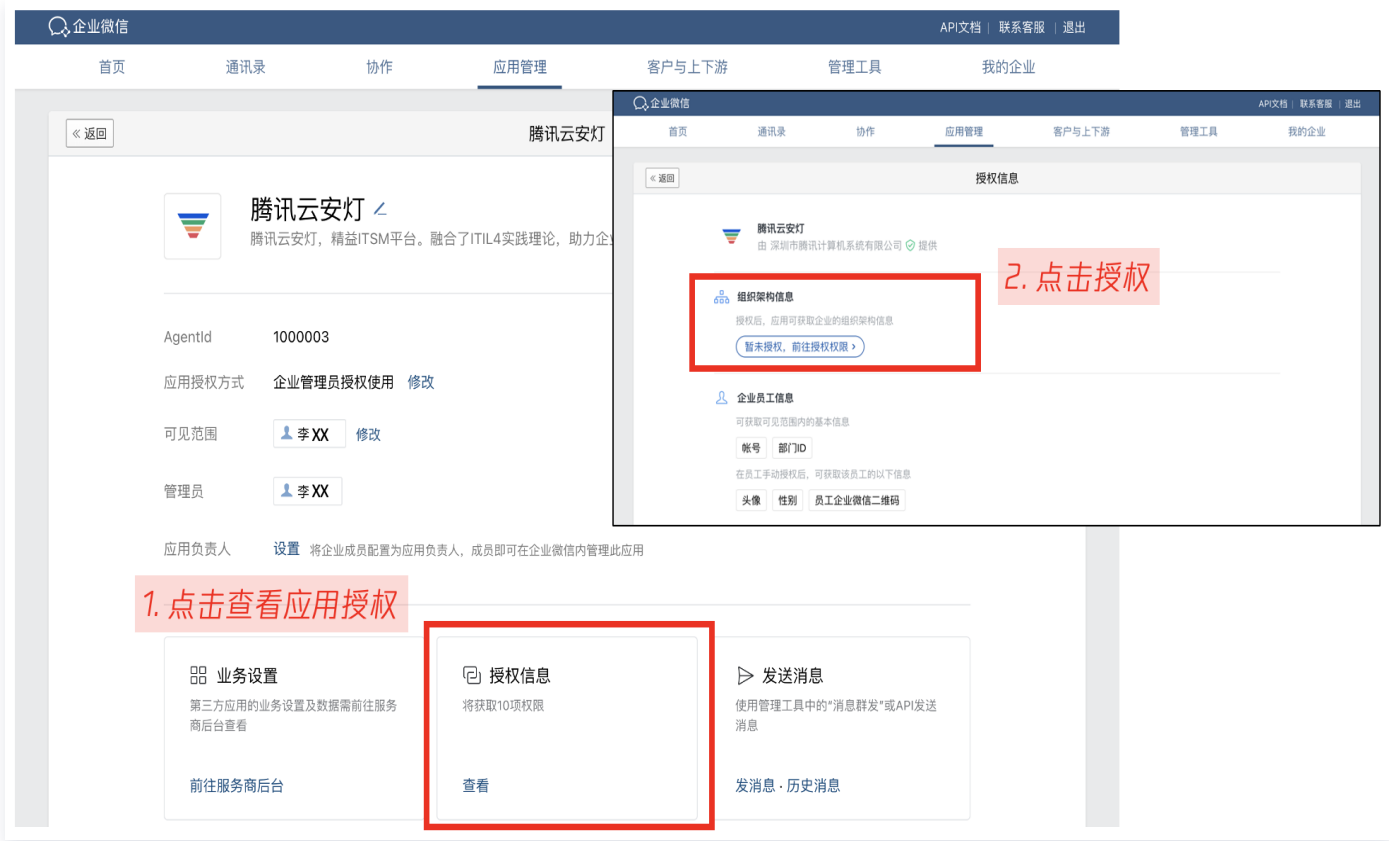 企业微信
API文档 | 联系客服 | 退出
首页 通讯录 协作 应用管理 客户与上下游 管理工具 我的企业
« 返回
腾讯云安灯
腾讯云安灯
腾讯云安灯，精益ITSM平台。融合了ITIL4实践理论，助力企业
AgentId 1000003
应用授权方式 企业管理员授权使用 修改
可见范围 李XX 修改
管理员 李XX
应用负责人 设置 将企业成员配置为应用负责人，成员即可在企业微信内管理此应用
1. 点击查看应用授权
业务设置
第三方应用的业务设置及数据需前往服务
商后台查看
前往服务商后台
授权信息
将获取10项权限
查看
发送消息
使用管理工具中的“消息群发”或API发送
消息
发消息 · 历史消息
企业微信
API文档 | 联系客服 | 退出
首页 通讯录 协作 应用管理 客户与上下游 管理工具 我的企业
« 返回
授权信息
腾讯云安灯
由 深圳市腾讯计算机系统有限公司 提供
2. 点击授权
组织架构信息
授权后，应用可获取企业的组织架构信息
暂未授权，前往授权权限 ›
企业员工信息
可获取可见范围内的基本信息
帐号 部门ID
在员工手动授权后，可获取该员工的以下信息
头像 性别 员工企业微信二维码